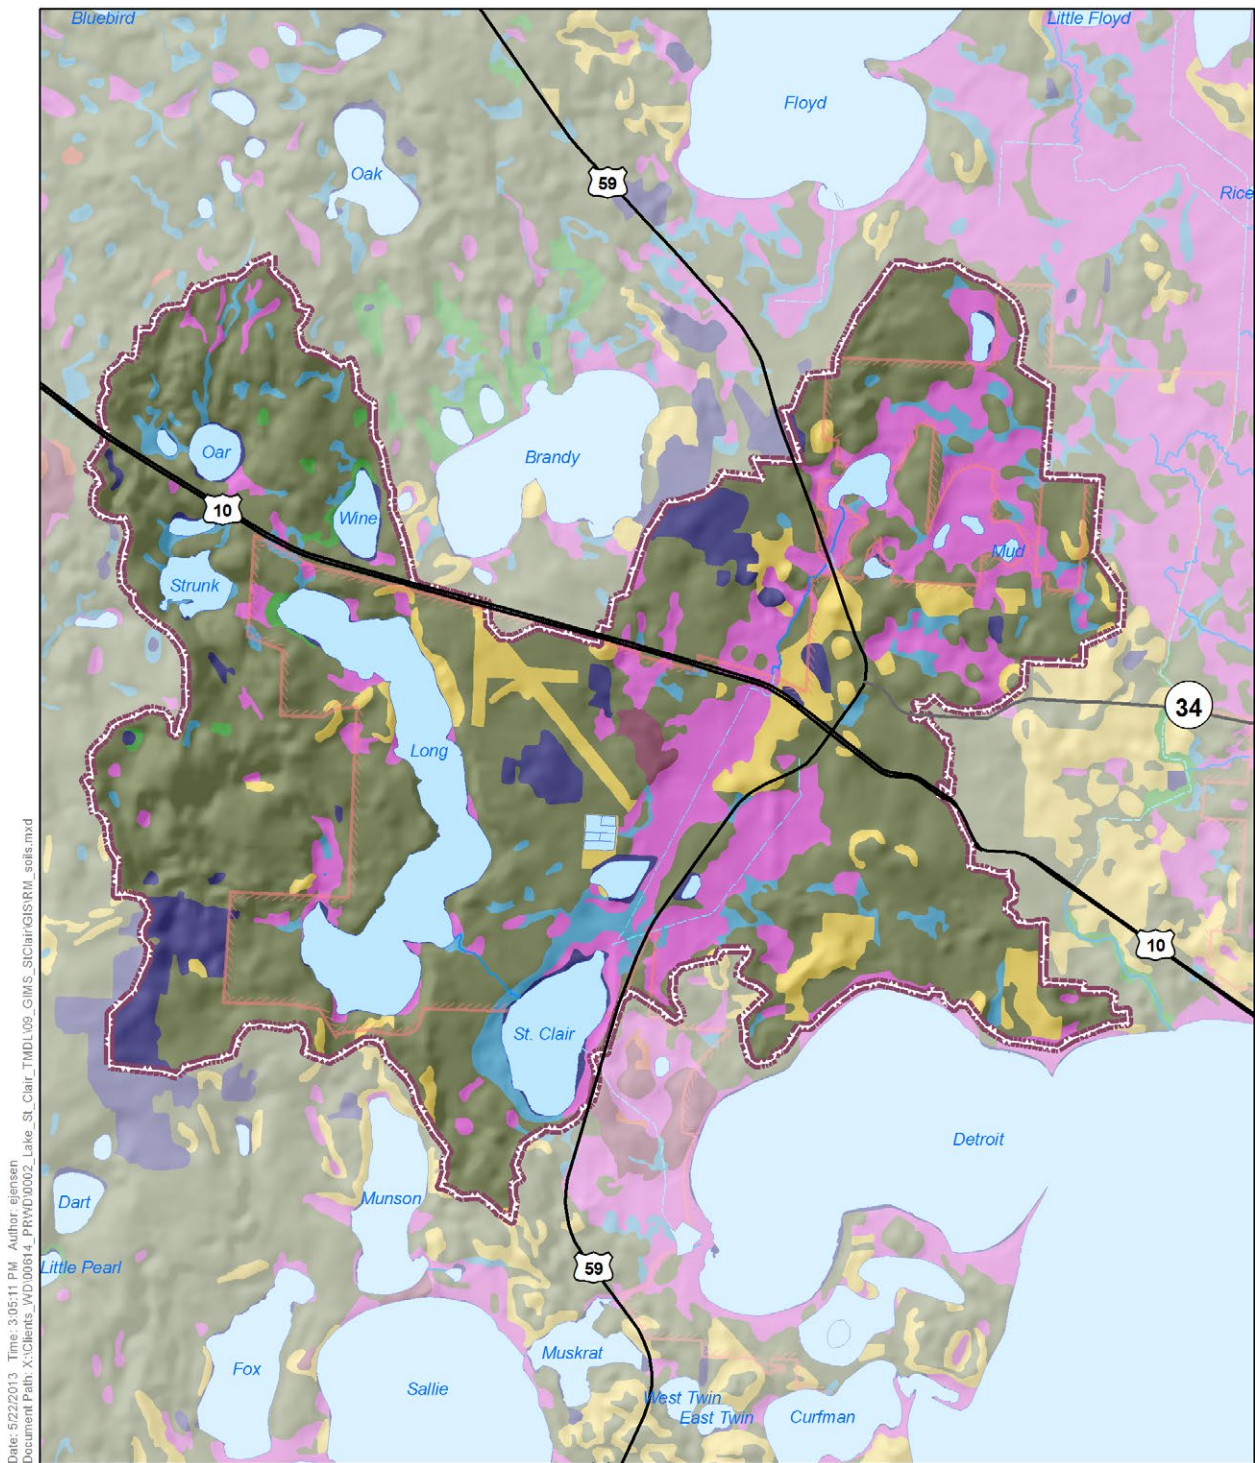 Bluebird
Little Floyd
Floyd
Oak
59
Rice
Oar
Brandy
10
Wine
Mud
Strunk
34
Long
10
St. Clair
Detroit
Dart
Munson
Little Pearl
59
Muskrat
Fox
Sallie
West Twin
East Twin
Curfman
Date: 5/22/2013 Time: 3:05:11 PM Author: ejensen
Document Path: X:\Clients_WD\00614_PRWD\0002_Lake_St_Clair_TMDL\09_GIMS_StClair\GIS\RM_soils.mxd